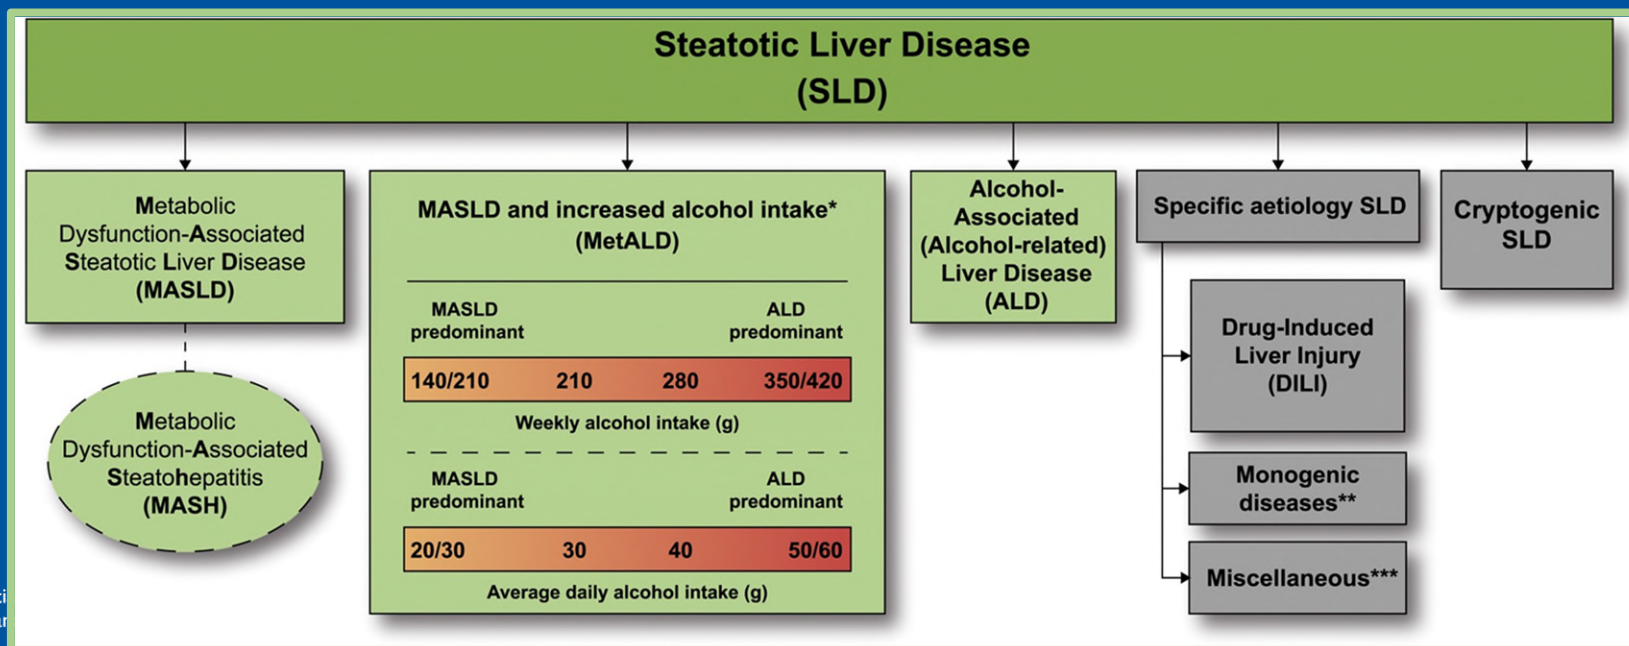 Steatotic Liver Disease
(SLD)
Metabolic
Dysfunction-Associated
Steatotic Liver Disease
(MASLD)
Metabolic
Dysfunction-Associated
Steatohepatitis
(MASH)
MASLD and increased alcohol intake*
(MetALD)
MASLD
predominant
ALD
predominant
140/210 210 280 350/420
Weekly alcohol intake (g)
MASLD
predominant
ALD
predominant
20/30 30 40 50/60
Average daily alcohol intake (g)
Alcohol-
Associated
(Alcohol-related)
Liver Disease
(ALD)
Specific aetiology SLD
Drug-Induced
Liver Injury
(DILI)
Monogenic
diseases**
Miscellaneous***
Cryptogenic
SLD